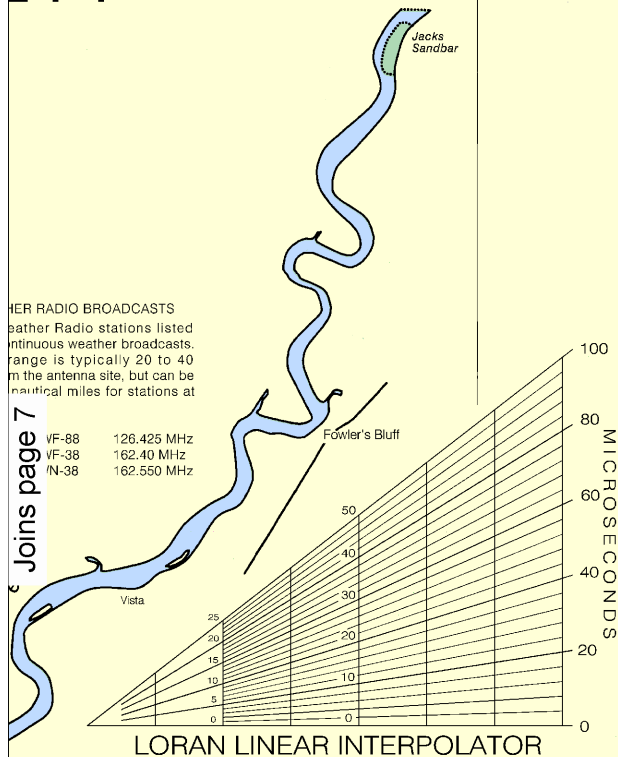 Jacks
Sandbar
HER RADIO BROADCASTS
eather Radio stations listed
ontinuous weather broadcasts.
range is typically 20 to 40
m the antenna site, but can be
nautical miles for stations at
WF-88 126.425 MHz
WF-38 162.40 MHz
VN-38 162.550 MHz
Joins page 7
Fowler's Bluff
Vista
100
80
60
40
20
0
MICROSECONDS
50
40
30
20
10
0
25
20
15
10
5
0
LORAN LINEAR INTERPOLATOR